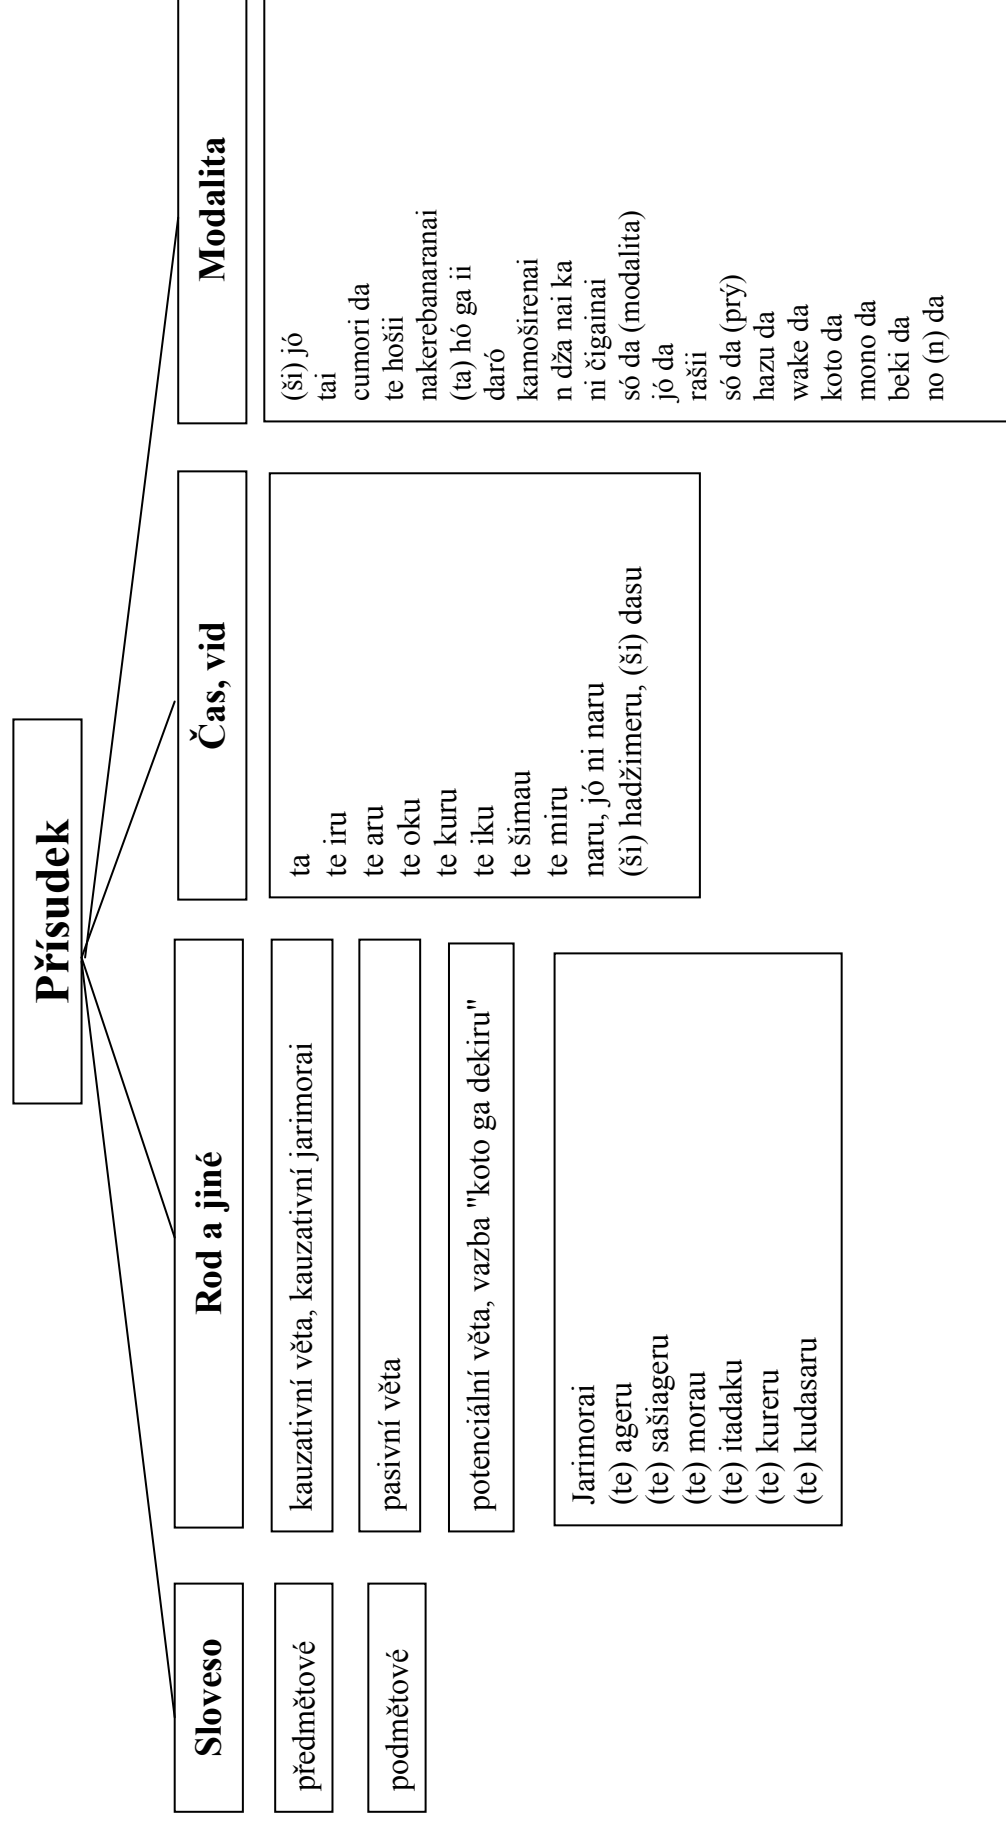 Přísudek
Sloveso
předmětové
podmětové
Rod a jiné
kauzativní věta, kauzativní jarimorai
pasivní věta
potenciální věta, vazba "koto ga dekiru"
Jarimorai
(te) ageru
(te) sašiageru
(te) morau
(te) itadaku
(te) kureru
(te) kudasaru
Čas, vid
ta
te iru
te aru
te oku
te kuru
te iku
te šimau
te miru
naru, jó ni naru
(ši) hadžimeru, (ši) dasu
Modalita
(ši) jó
tai
cumori da
te hošii
nakerebanaranai
(ta) hó ga ii
daró
kamoširenai
n dža nai ka
ni čigainai
só da (modalita)
jó da
rašii
só da (prý)
hazu da
wake da
koto da
mono da
beki da
no (n) da